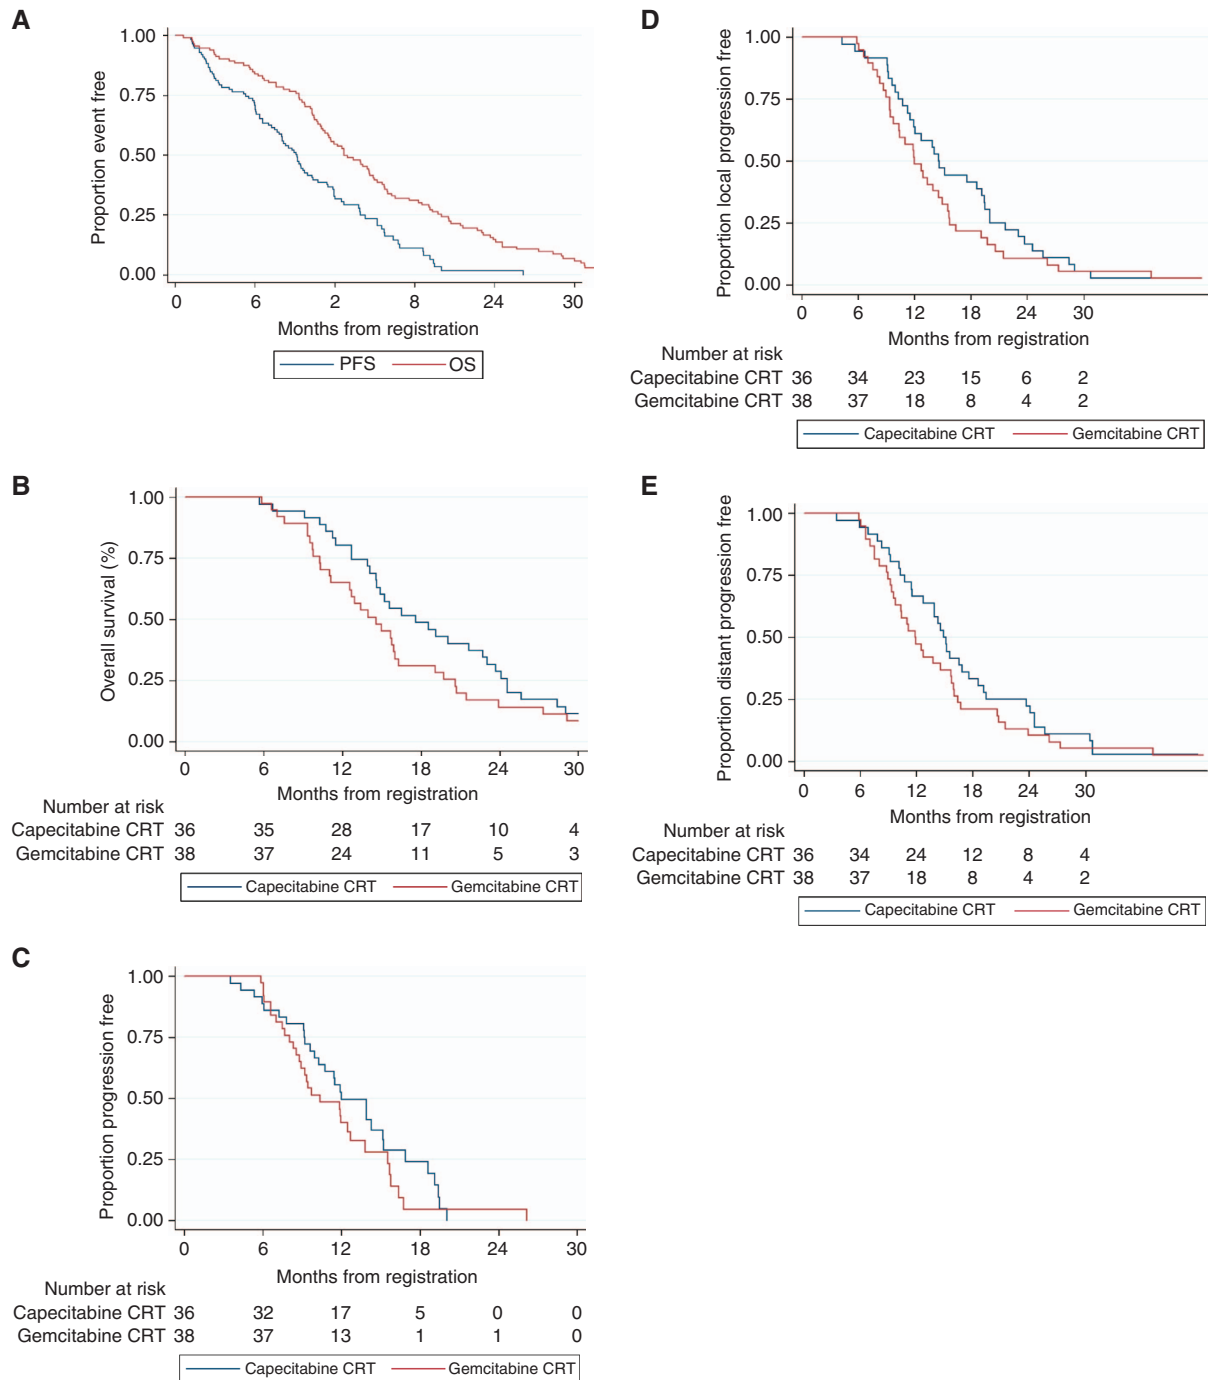 A
Proportion event free
1.00
0.75
0.50
0.25
0.00
0 6 2 8 24 30
Months from registration
PFS OS
B
Overall survival (%)
1.00
0.75
0.50
0.25
0.00
0 6 12 18 24 30
Months from registration
Number at risk
Capecitabine CRT 36 35 28 17 10 4
Gemcitabine CRT 38 37 24 11 5 3
Capecitabine CRT Gemcitabine CRT
C
Proportion progression free
1.00
0.75
0.50
0.25
0.00
0 6 12 18 24 30
Months from registration
Number at risk
Capecitabine CRT 36 32 17 5 0 0
Gemcitabine CRT 38 37 13 1 1 0
Capecitabine CRT Gemcitabine CRT
D
Proportion local progression free
1.00
0.75
0.50
0.25
0.00
0 6 12 18 24 30
Months from registration
Number at risk
Capecitabine CRT 36 34 23 15 6 2
Gemcitabine CRT 38 37 18 8 4 2
Capecitabine CRT Gemcitabine CRT
E
Proportion distant progression free
1.00
0.75
0.50
0.25
0.00
0 6 12 18 24 30
Months from registration
Number at risk
Capecitabine CRT 36 34 24 12 8 4
Gemcitabine CRT 38 37 18 8 4 2
Capecitabine CRT Gemcitabine CRT